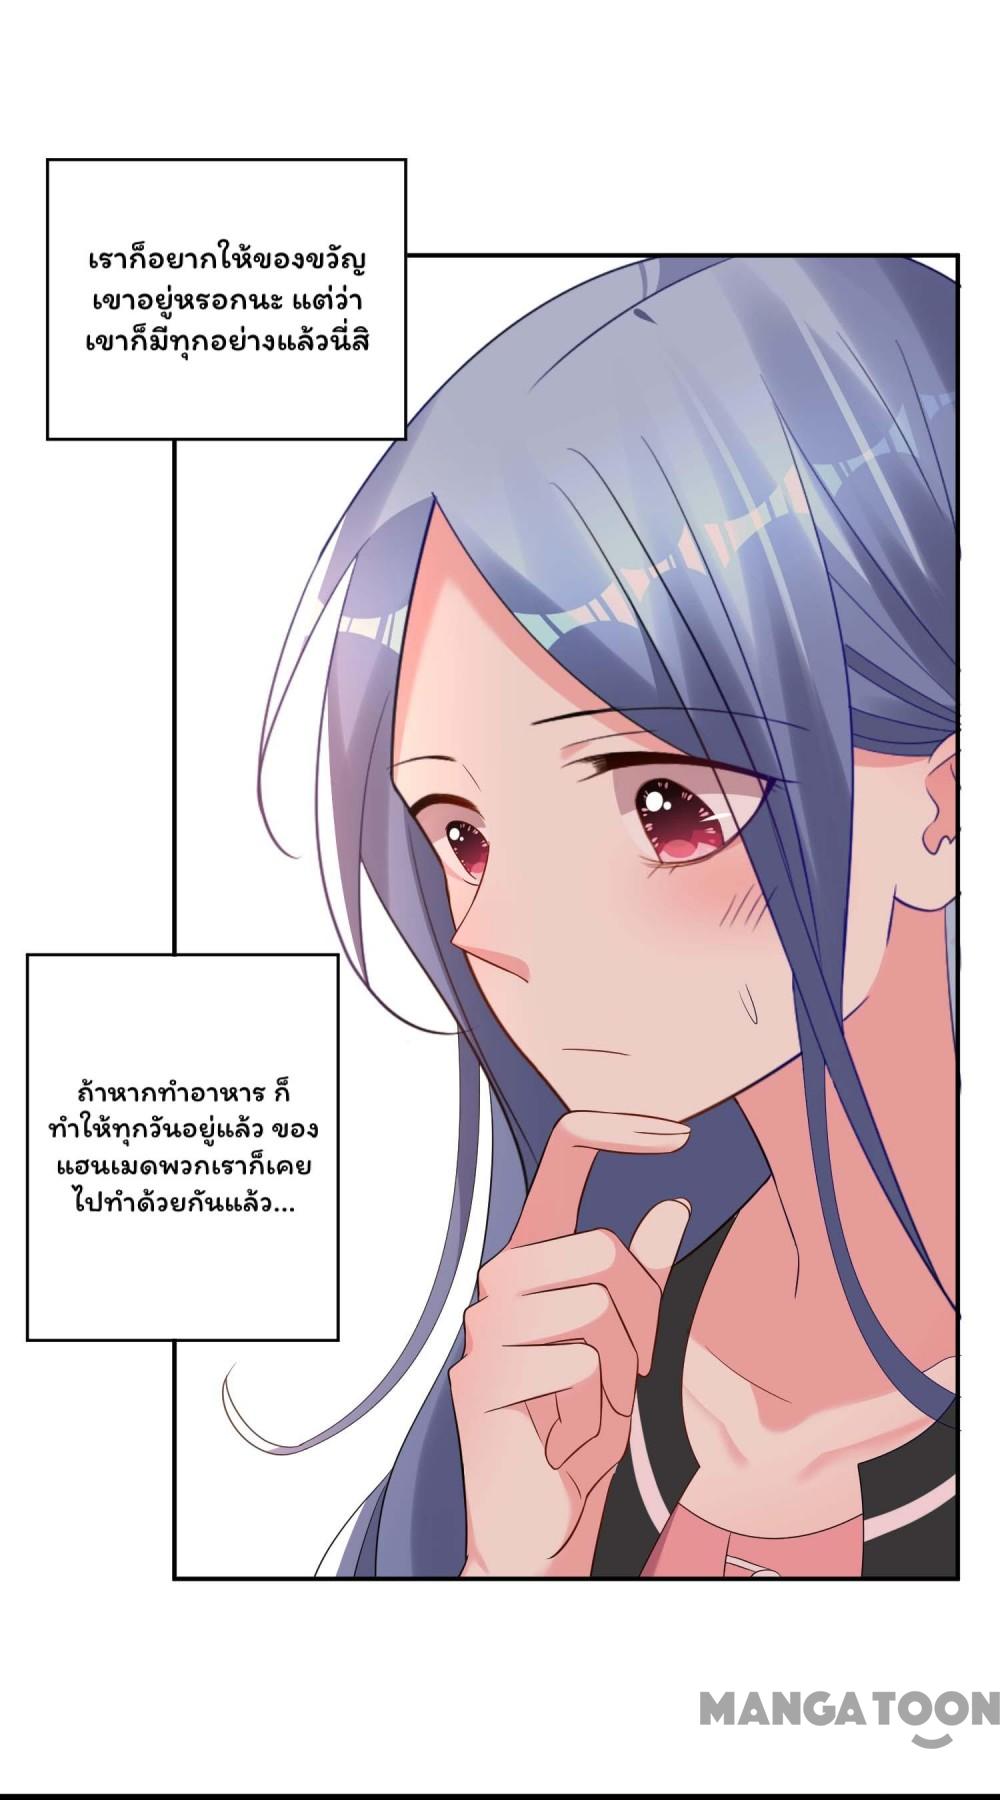 เราก็อยากให้ของขวัญ
เขาอยู่หรอกนะ แต่ว่า
เขาก็มีทุกอย่างแล้วนี่สิ
ถ้าหากทำอาหาร ก็
ทำให้ทุกวันอยู่แล้ว ของ
แฮนเมดพวกเราก็เคย
ไปทำด้วยกันแล้ว...
MANGATOON